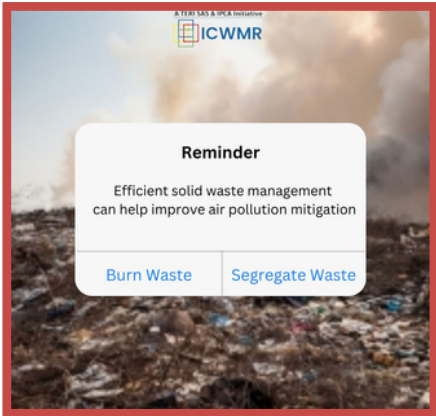 A TERI SAS & IPCA Initiative
ICWMR
Reminder
Efficient solid waste management
can help improve air pollution mitigation
Burn Waste
Segregate Waste